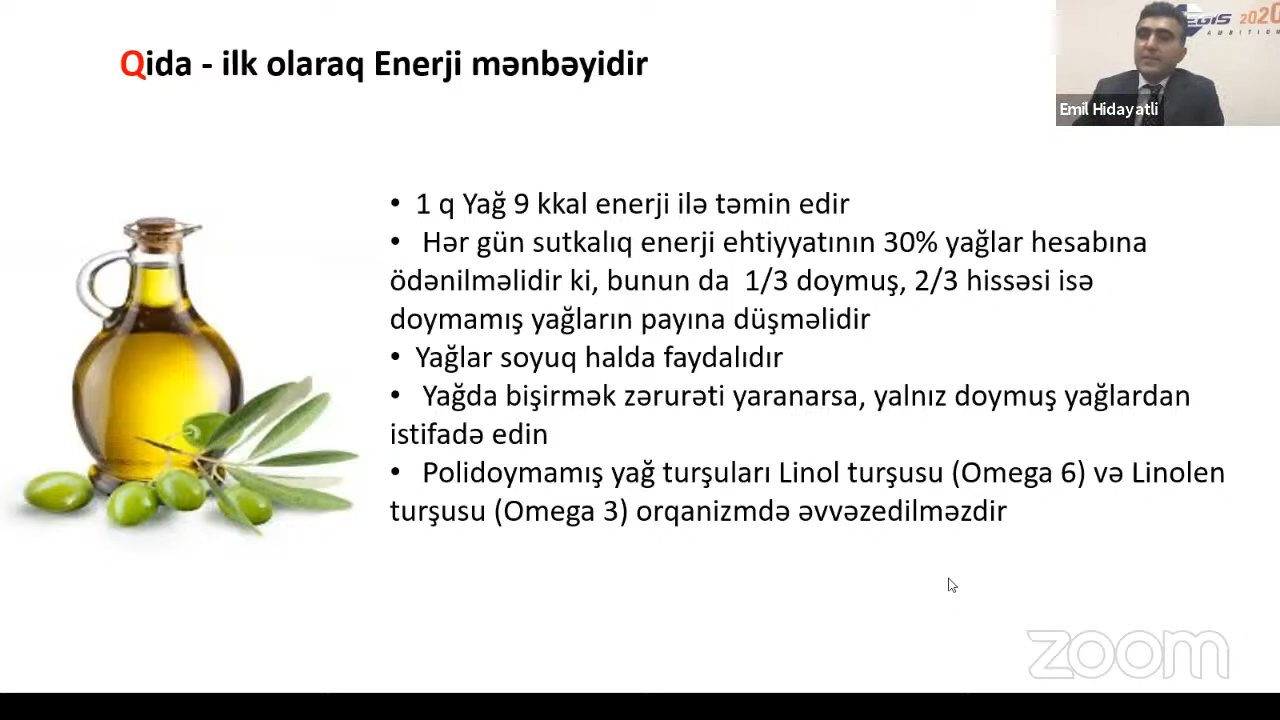 Qida - ilk olaraq Enerji mənbəyidir
EGIS 2020
AMBITION
Emil Hidayatli
• 1 q Yağ 9 kkal enerji ilə təmin edir
• Hər gün sutkalıq enerji ehtiyyatının 30% yağlar hesabına
ödənilməlidir ki, bunun da 1/3 doymuş, 2/3 hissəsi isə
doymamış yağların payına düşməlidir
• Yağlar soyuq halda faydalıdır
• Yağda bişirmək zərurəti yaranarsa, yalnız doymuş yağlardan
istifadə edin
• Polidoymamış yağ turşuları Linol turşusu (Omega 6) və Linolen
turşusu (Omega 3) orqanizmdə əvvəzedilməzdir
zoom